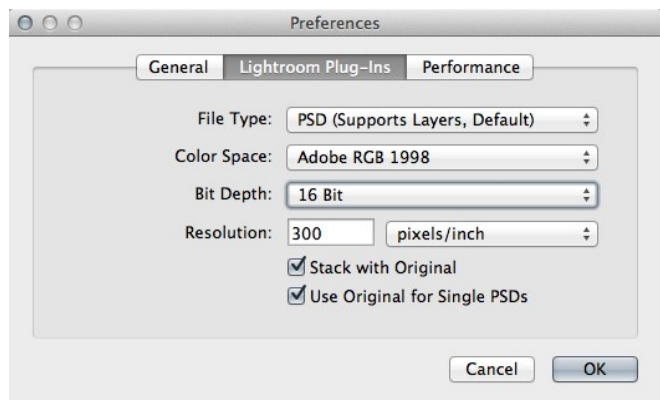 Preferences
General Lightroom Plug-Ins Performance
File Type: PSD (Supports Layers, Default)
Color Space: Adobe RGB 1998
Bit Depth: 16 Bit
Resolution: 300 pixels/inch
Stack with Original
Use Original for Single PSDs
Cancel OK